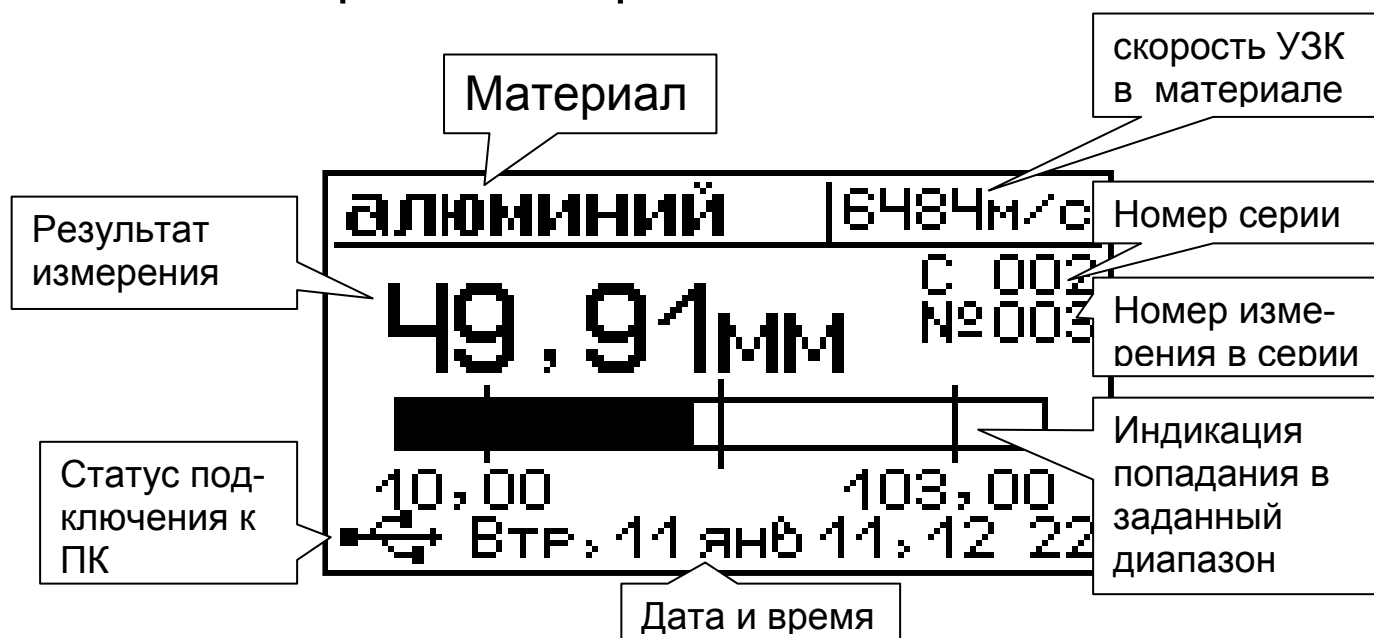 скорость УЗК
в материале
Материал
алюминий
6484м/с
Результат
измерения
Номер серии
С 002
49,91мм
№003
Номер изме-
рения в серии
Индикация
попадания в
заданный
диапазон
Статус под-
ключения к
ПК
10,00
103,00
Втр,11 янв 11,12 22
Дата и время